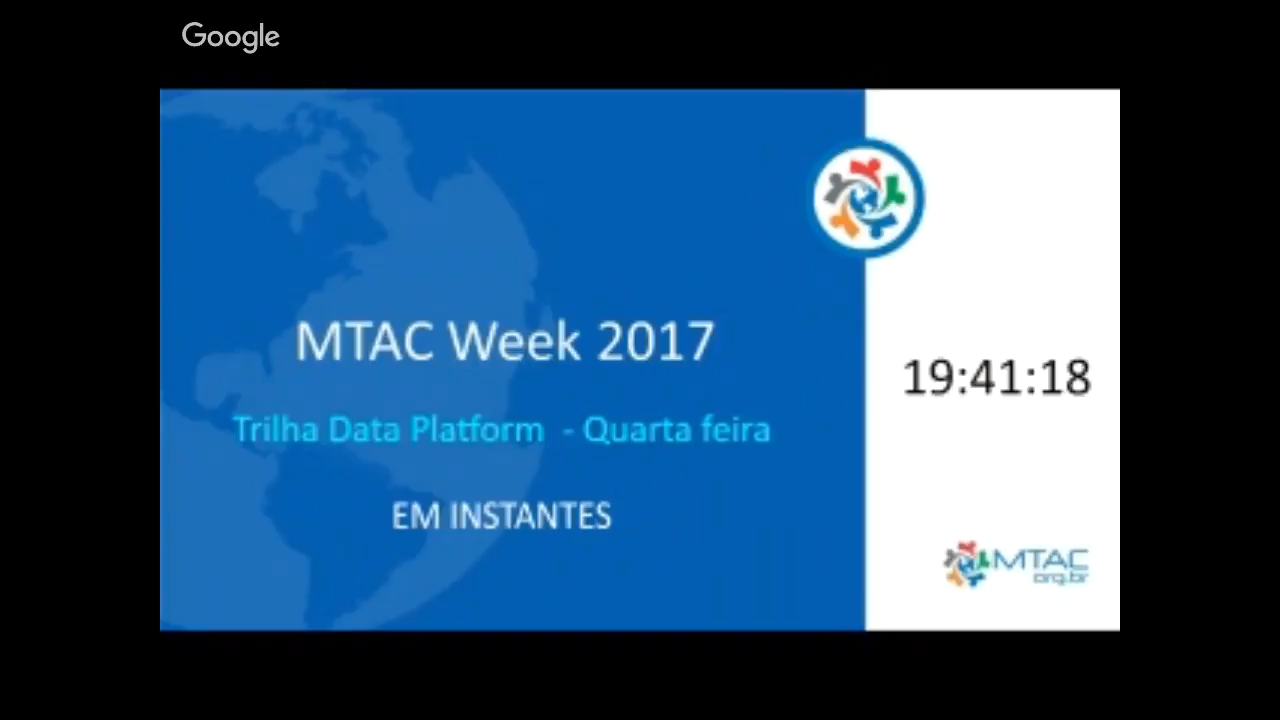 Google
MTAC Week 2017
19:41:18
Trilha Data Platform - Quarta feira
EM INSTANTES
MTAC
org.br